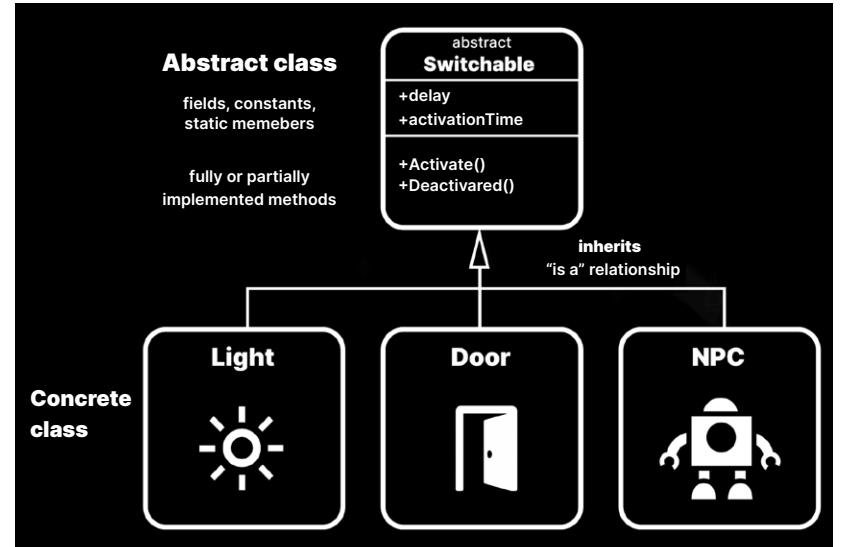 abstract
Switchable
Abstract class
+delay
fields, constants,
+activationTime
static memebers
+Activate()
fully or partially
+Deactivared()
implemented methods
inherits
“is a” relationship
Light
Door
NPC
Concrete
class